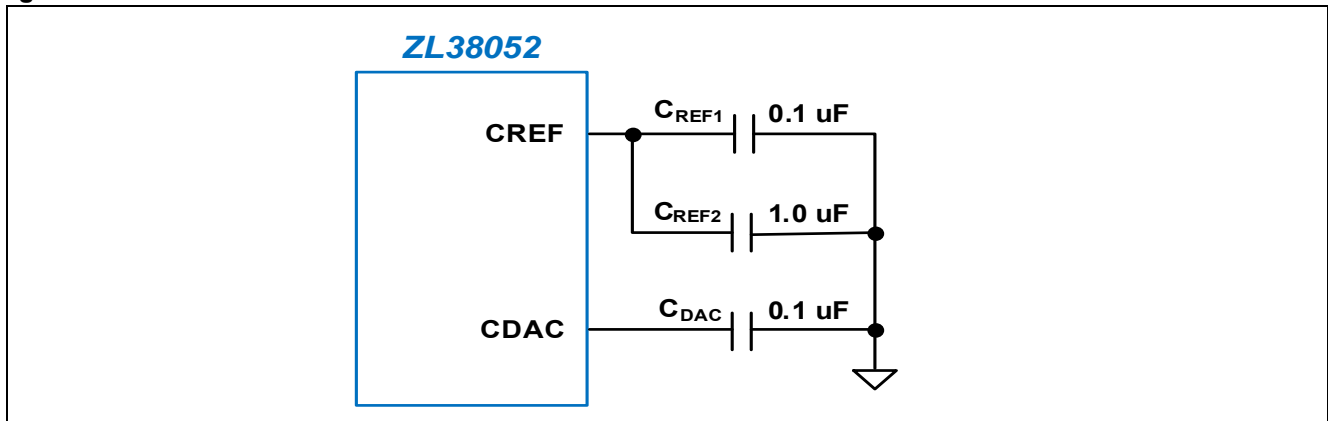 ZL38052
CREF
CREF1 0.1 uF
CREF2 1.0 uF
CDAC
CDAC 0.1 uF